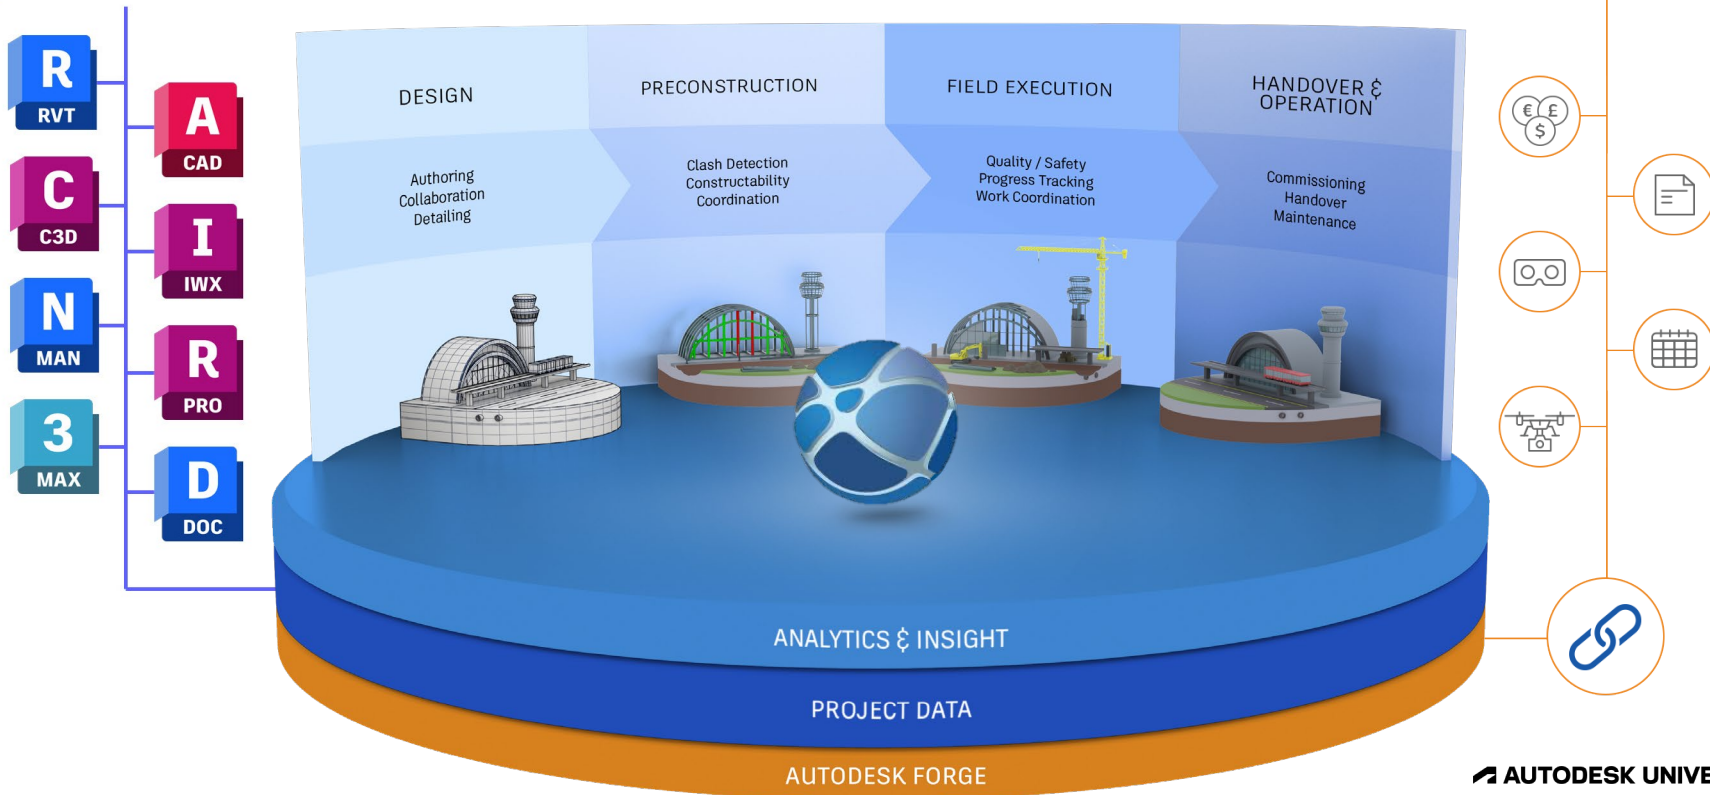 R
RVT
A
CAD
C
C3D
I
IWX
N
MAN
R
PRO
3
MAX
D
DOC
DESIGN
Authoring
Collaboration
Detailing
PRECONSTRUCTION
Clash Detection
Constructability
Coordination
FIELD EXECUTION
Quality / Safety
Progress Tracking
Work Coordination
HANDOVER &
OPERATION
Commissioning
Handover
Maintenance
€ £
$
ANALYTICS & INSIGHT
PROJECT DATA
AUTODESK FORGE
AUTODESK UNIVE